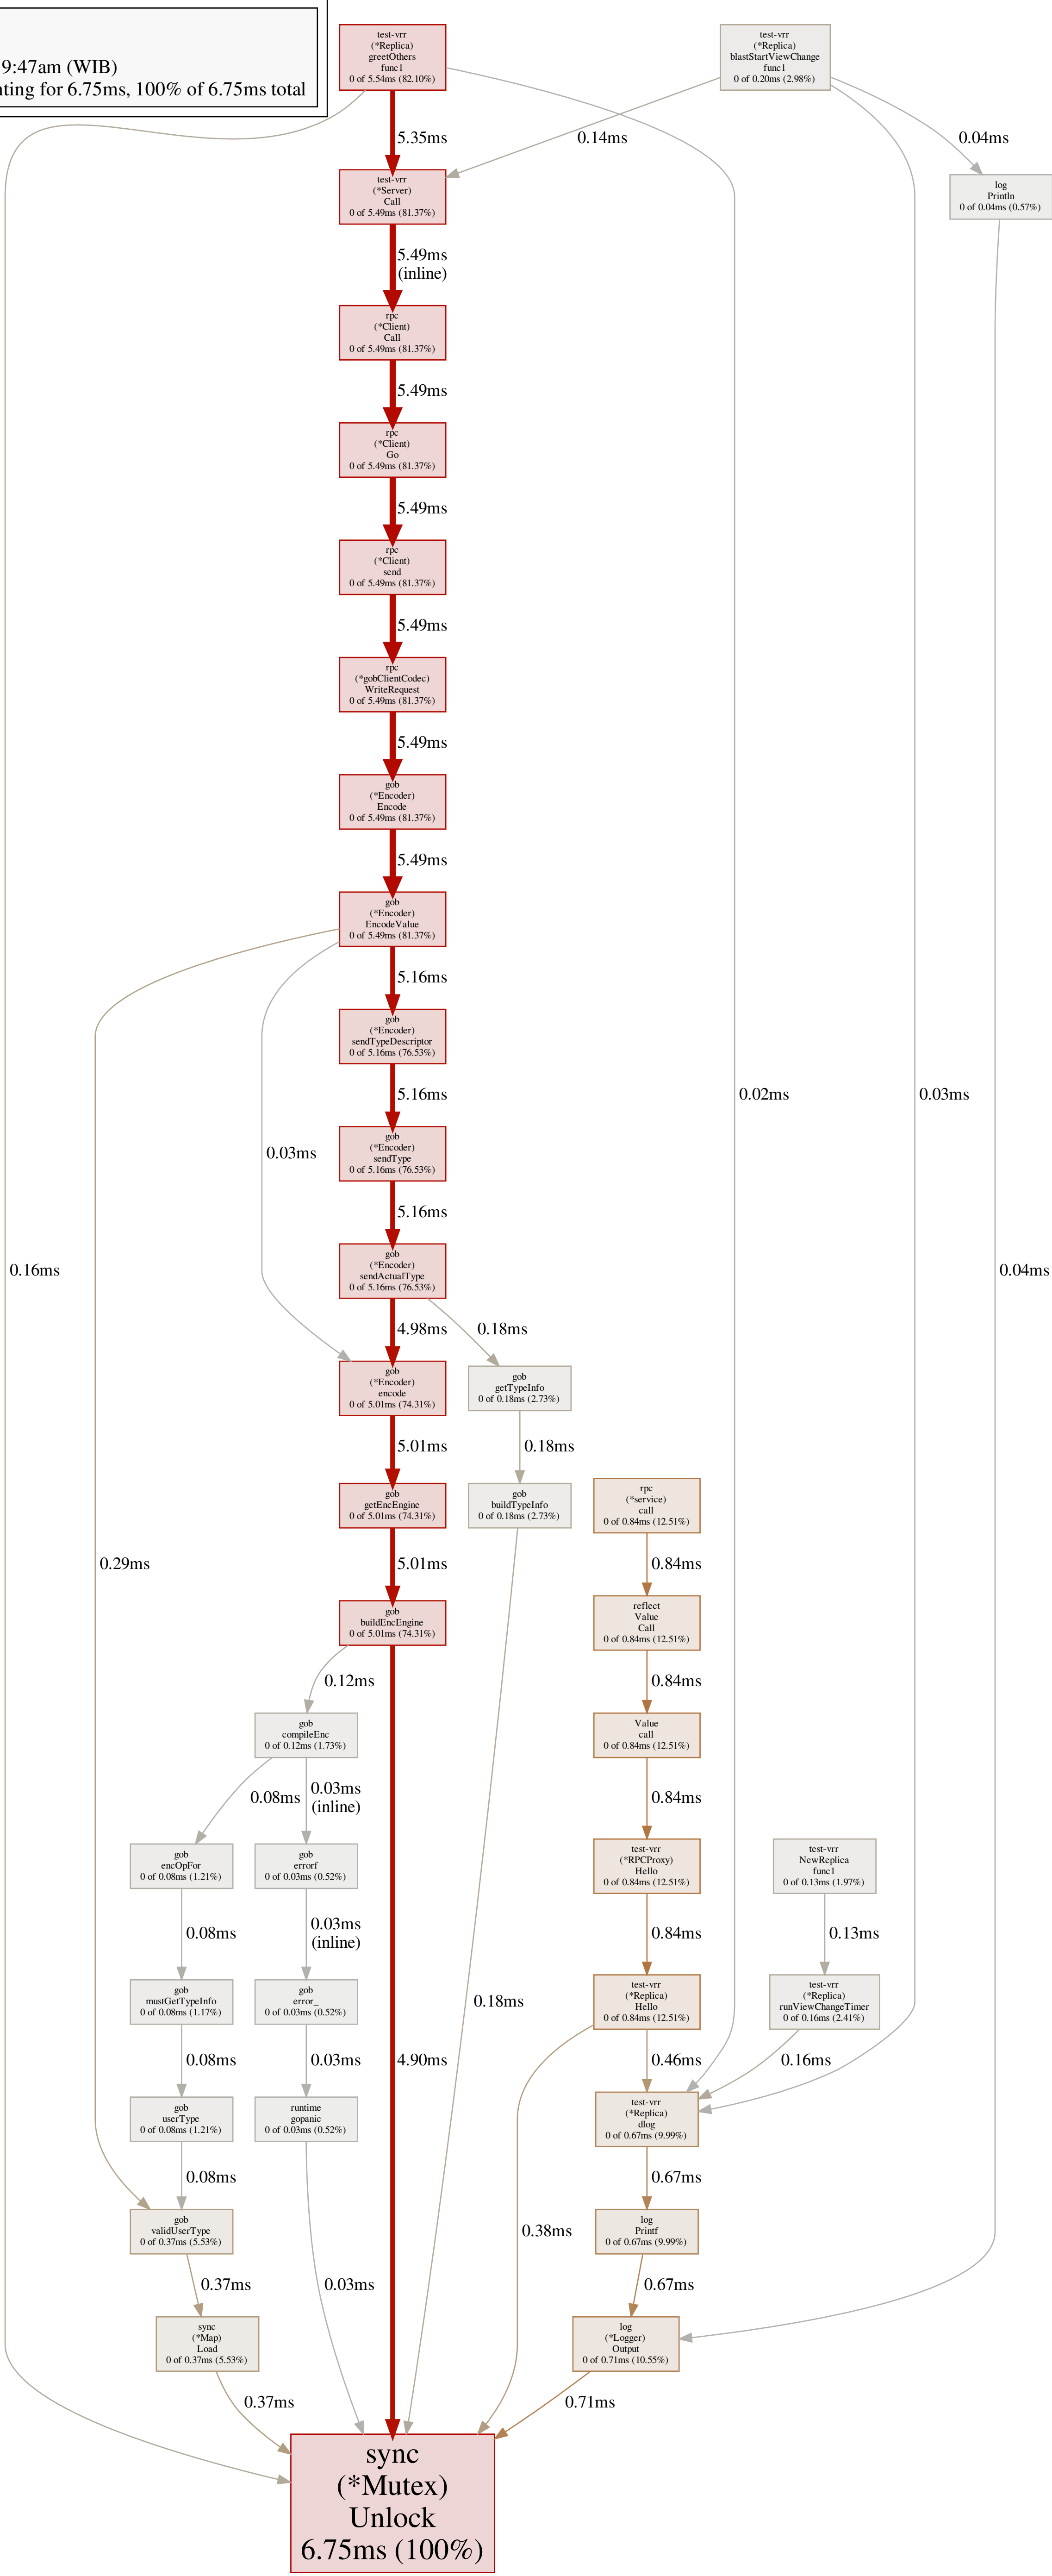 9:47am (WIB)
nting for 6.75ms, 100% of 6.75ms total
test-vrr
(*Replica)
greetOthers
func1
0 of 5.54ms (82.10%)
test-vrr
(*Replica)
blastStartViewChange
func1
0 of 0.20ms (2.98%)
5.35ms
0.14ms
0.04ms
test-vrr
(*Server)
Call
0 of 5.49ms (81.37%)
log
Println
0 of 0.04ms (0.57%)
5.49ms
(inline)
rpc
(*Client)
Call
0 of 5.49ms (81.37%)
5.49ms
rpc
(*Client)
Go
0 of 5.49ms (81.37%)
5.49ms
rpc
(*Client)
send
0 of 5.49ms (81.37%)
5.49ms
rpc
(*gobClientCodec)
WriteRequest
0 of 5.49ms (81.37%)
5.49ms
gob
(*Encoder)
Encode
0 of 5.49ms (81.37%)
5.49ms
gob
(*Encoder)
EncodeValue
0 of 5.49ms (81.37%)
5.16ms
gob
(*Encoder)
sendTypeDescriptor
0 of 5.16ms (76.53%)
5.16ms
0.02ms
0.03ms
gob
(*Encoder)
sendType
0 of 5.16ms (76.53%)
0.03ms
5.16ms
gob
(*Encoder)
sendActualType
0 of 5.16ms (76.53%)
0.16ms
0.04ms
4.98ms
0.18ms
gob
(*Encoder)
encode
0 of 5.01ms (74.31%)
gob
getTypeInfo
0 of 0.18ms (2.73%)
5.01ms
0.18ms
gob
getEncEngine
0 of 5.01ms (74.31%)
gob
buildTypeInfo
0 of 0.18ms (2.73%)
rpc
(*service)
call
0 of 0.84ms (12.51%)
0.29ms
5.01ms
0.84ms
gob
buildEncEngine
0 of 5.01ms (74.31%)
reflect
Value
Call
0 of 0.84ms (12.51%)
0.12ms
0.84ms
gob
compileEnc
0 of 0.12ms (1.73%)
Value
call
0 of 0.84ms (12.51%)
0.08ms
0.03ms
(inline)
0.84ms
gob
encOpFor
0 of 0.08ms (1.21%)
gob
errorf
0 of 0.03ms (0.52%)
test-vrr
(*RPCProxy)
Hello
0 of 0.84ms (12.51%)
test-vrr
NewReplica
func1
0 of 0.13ms (1.97%)
0.08ms
0.03ms
(inline)
0.84ms
0.13ms
gob
mustGetTypeInfo
0 of 0.08ms (1.17%)
gob
error_
0 of 0.03ms (0.52%)
0.18ms
test-vrr
(*Replica)
Hello
0 of 0.84ms (12.51%)
test-vrr
(*Replica)
runViewChangeTimer
0 of 0.16ms (2.41%)
0.08ms
0.03ms
4.90ms
0.46ms
0.16ms
gob
userType
0 of 0.08ms (1.21%)
runtime
gopanic
0 of 0.03ms (0.52%)
test-vrr
(*Replica)
dlog
0 of 0.67ms (9.99%)
0.08ms
0.67ms
gob
validUserType
0 of 0.37ms (5.53%)
0.38ms
log
Printf
0 of 0.67ms (9.99%)
0.37ms
0.03ms
0.67ms
sync
(*Map)
Load
0 of 0.37ms (5.53%)
log
(*Logger)
Output
0 of 0.71ms (10.55%)
0.37ms
0.71ms
sync
(*Mutex)
Unlock
6.75ms (100%)